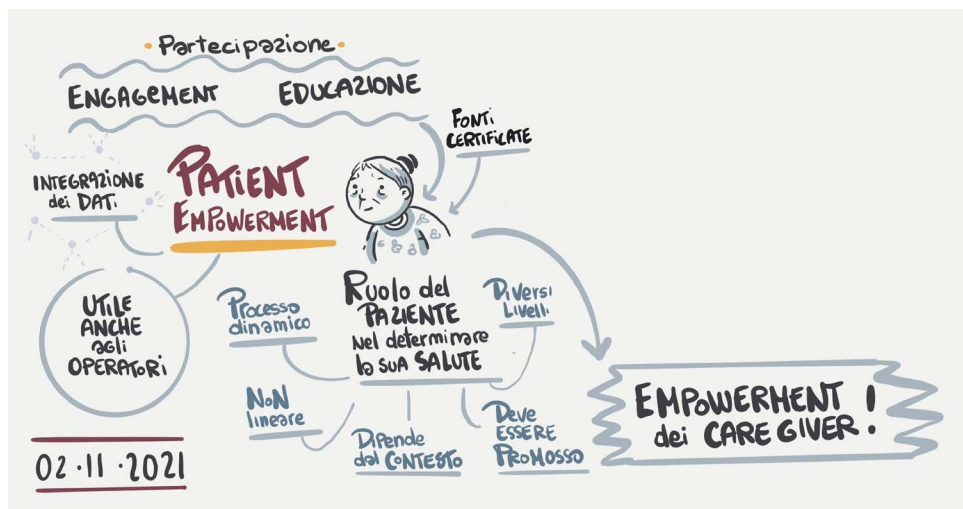 Partecipazione
ENGAGEMENT
EDUCAZIONE
FONTI
CERTIFICATE
INTEGRAZIONE
dei DATI
PATIENT
EMPOWERMENT
UTILE
ANCHE
agli
OPERATORI
Processo
dinamico
Ruolo del
PAZIENTE
nel determinare
la sua SALUTE
Diversi
Livelli
NON
lineare
Dipende
dal CONTESTO
Deve
ESSERE
PROMOSSO
EMPOWERMENT
dei CARE GIVER!
02·11·2021